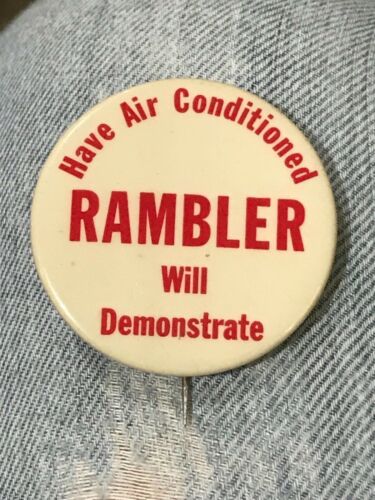 Have Air Conditioned
RAMBLER
Will
Demonstrate